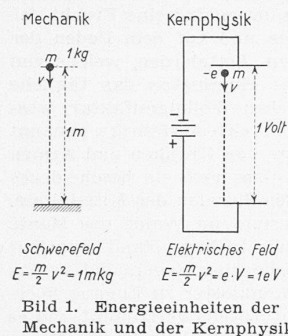 Mechanik
Kernphysik
m 1kg
v
1m
-e m
v
1 Volt
-
+
Schwerefeld
E=m/2 v²=1mkg
Elektrisches Feld
E=m/2 v²=e·V=1eV
Bild 1. Energieeinheiten der
Mechanik und der Kernphysik